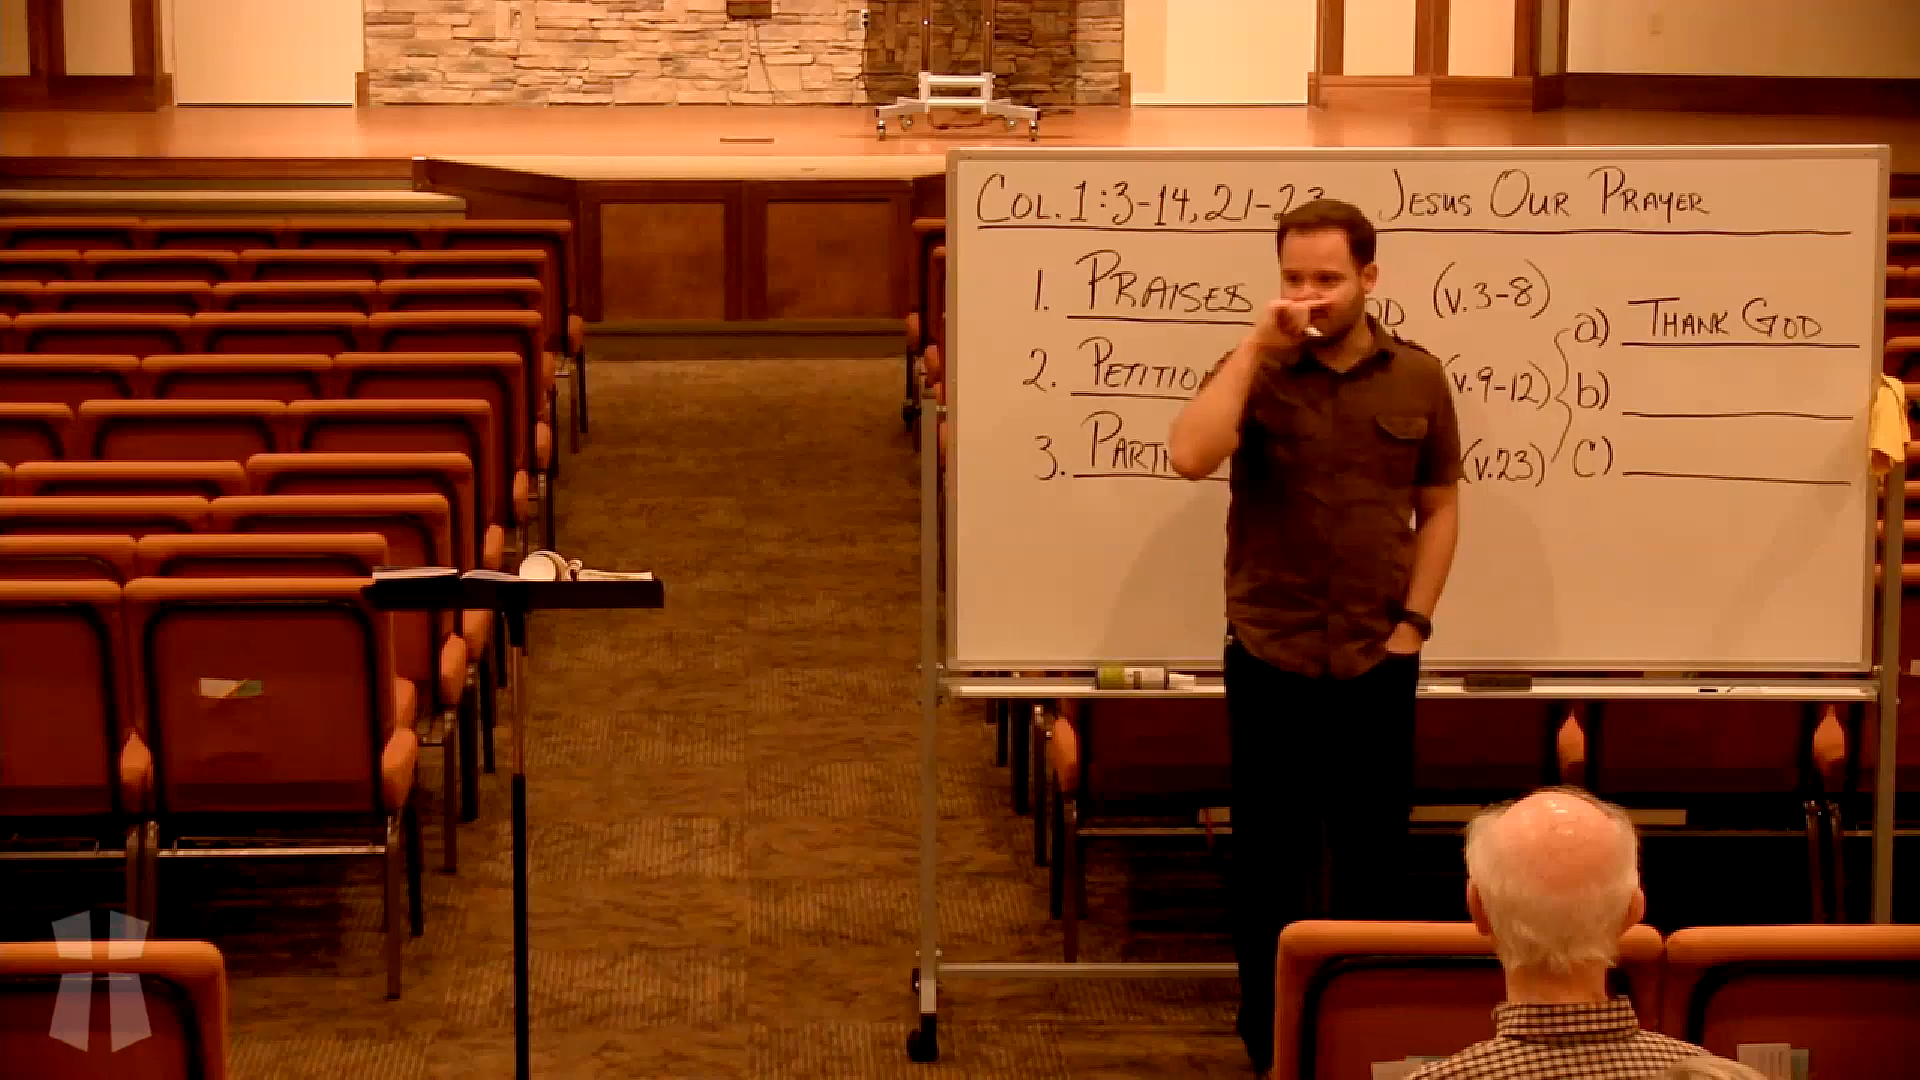 COL. 1:3-14, 21-23 JESUS OUR PRAYER
1. PRAISES (v.3-8)
2. (v.9-12)
3. (v.23)
a) THANK GOD
b)
c)